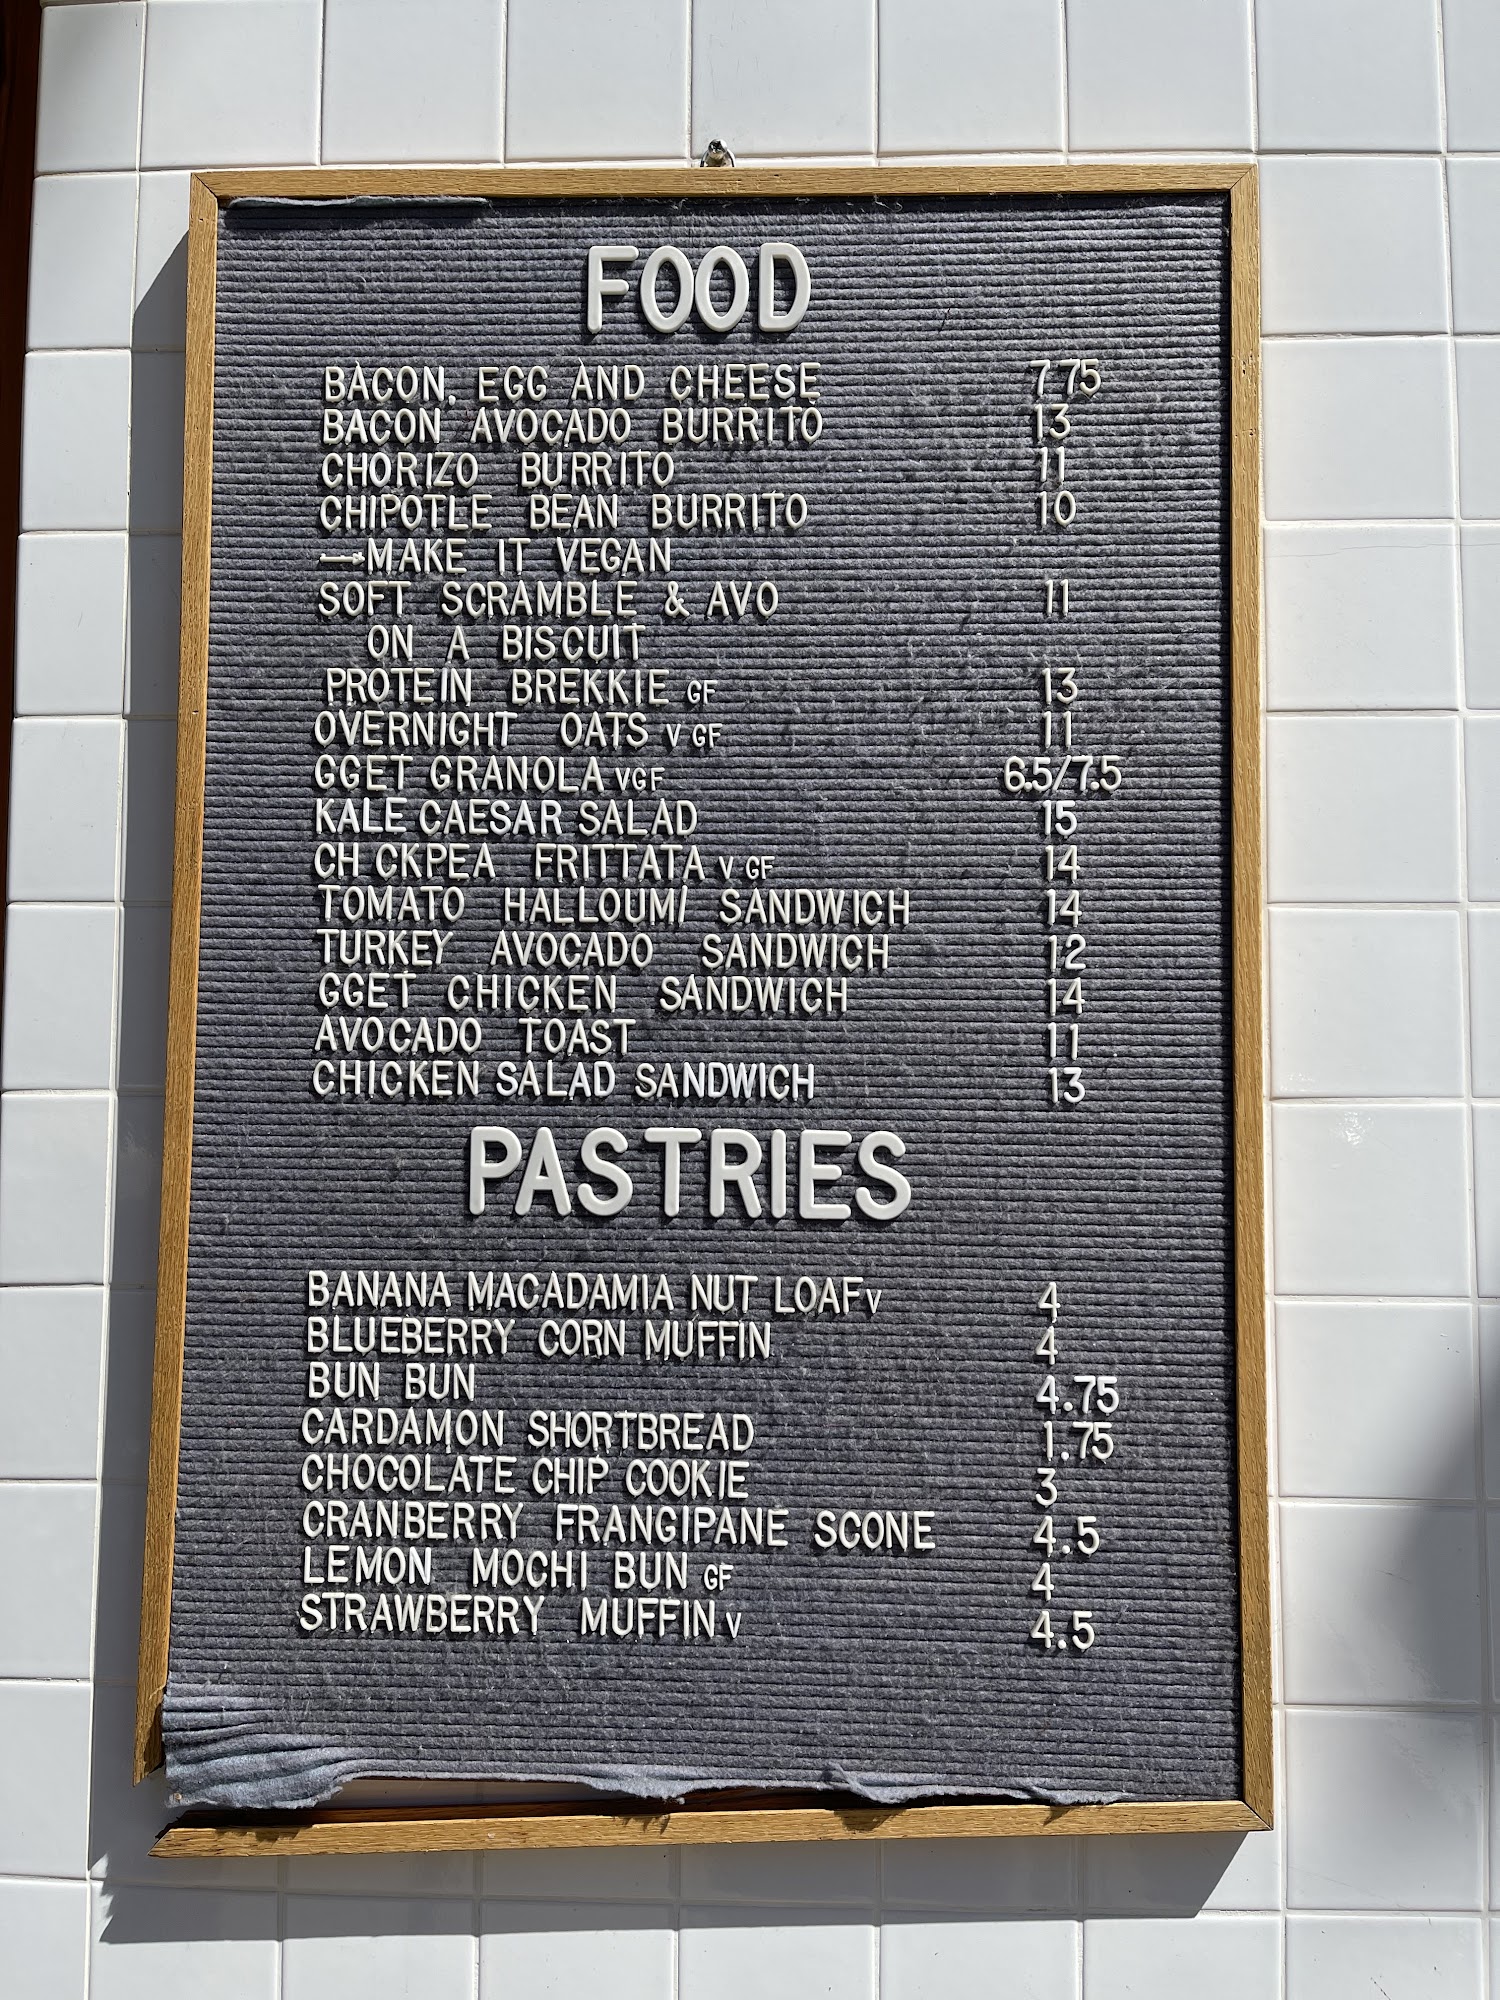 FOOD
BACON, EGG AND CHEESE 7 75
BACON AVOCADO BURRITO 13
CHORIZO BURRITO 11
CHIPOTLE BEAN BURRITO 10
→MAKE IT VEGAN
SOFT SCRAMBLE & AVO 11
ON A BISCUIT
PROTEIN BREKKIE GF 13
OVERNIGHT OATS V GF 11
GGET GRANOLA VGF 6.5/7.5
KALE CAESAR SALAD 15
CH CKPEA FRITTATA V GF 14
TOMATO HALLOUMI SANDWICH 14
TURKEY AVOCADO SANDWICH 12
GGET CHICKEN SANDWICH 14
AVOCADO TOAST 11
CHICKEN SALAD SANDWICH 13
PASTRIES
BANANA MACADAMIA NUT LOAF V 4
BLUEBERRY CORN MUFFIN 4
BUN BUN 4.75
CARDAMON SHORTBREAD 1.75
CHOCOLATE CHIP COOKIE 3
CRANBERRY FRANGIPANE SCONE 4.5
LEMON MOCHI BUN GF 4
STRAWBERRY MUFFIN V 4.5